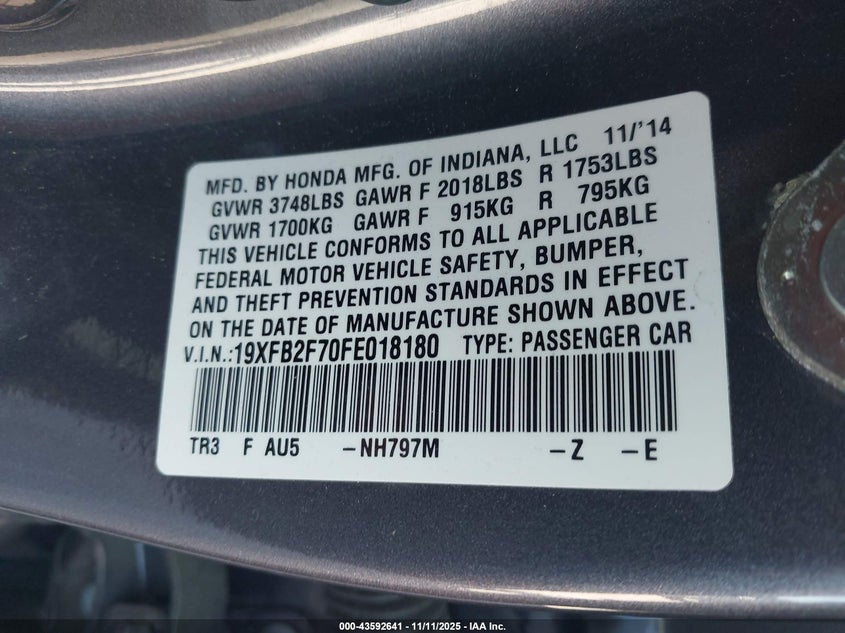 MFD. BY HONDA MFG. OF INDIANA, LLC 11/'14
GVWR 3748LBS GAWR F 2018LBS R 1753LBS
GVWR 1700KG GAWR F 915KG R 795KG
THIS VEHICLE CONFORMS TO ALL APPLICABLE
FEDERAL MOTOR VEHICLE SAFETY, BUMPER,
AND THEFT PREVENTION STANDARDS IN EFFECT
ON THE DATE OF MANUFACTURE SHOWN ABOVE.
V.I.N.:19XFB2F70FE018180 TYPE: PASSENGER CAR
TR3 F AU5 -NH797M -Z -E
000-43592641 - 11/11/2025 - IAA Inc.